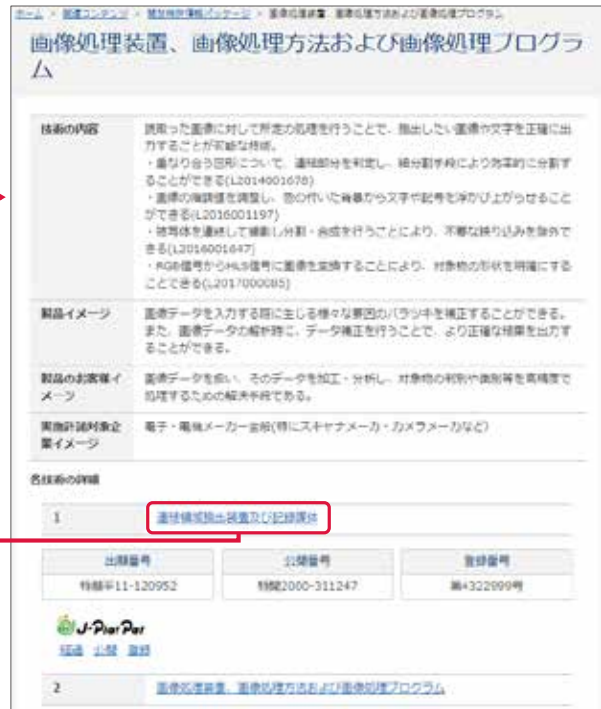 ホーム > 関連コンテンツ > 開放特許情報パッケージ > 画像処理装置、画像処理方法および画像処理プログラム
画像処理装置、画像処理方法および画像処理プログラ
ム
技術の内容
読取った画像に対して所定の処理を行うことで、抽出したい画像や文字を正確に出
力することが可能な技術。
・重なり合う図形について、連結部分を判定し、細分割手段により効率的に分割す
ることができる(L2014001678)
・画像の階調値を調整し、色の付いた背景から文字や記号を浮かび上がらせること
ができる(L2016001197)
・被写体を連続して撮影し分割・合成を行うことにより、不要な映り込みを除外で
きる(L2016001647)
・RGB信号からHLS信号に画像を変換することにより、対象物の形状を明確にする
ことできる(L2017000085)
製品イメージ
画像データを入力する際に生じる様々な要因のバラツキを補正することができる。
また、画像データの解析時に、データ補正を行うことで、より正確な結果を出力す
ることができる。
製品のお客様イ
メージ
画像データを扱い、そのデータを加工・分析し、対象物の判別や識別等を高精度で
処理するための解決手段である。
実施許諾対象企
業イメージ
電子・電機メーカー全般(特にスキャナメーカ・カメラメーカなど)
各技術の詳細
1 連結領域抽出装置及び記録媒体
出願番号 公開番号 登録番号
特願平11-120952 特開2000-311247 第4322999号
J-PlatPat
経過 公開 登録
2 画像処理装置、画像処理方法および画像処理プログラム